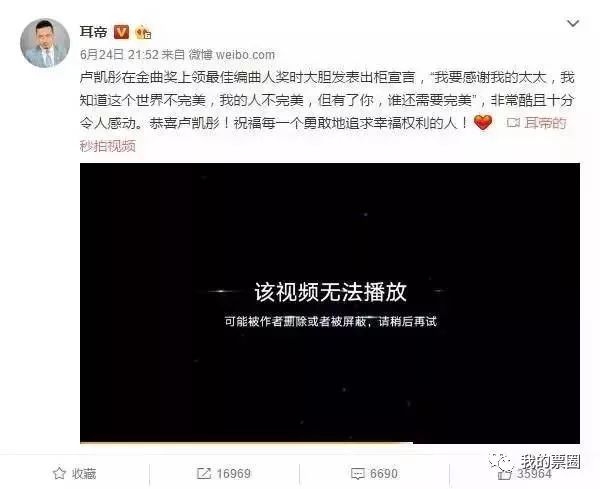 耳帝
6月24日 21:52 来自 微博 weibo.com
卢凯彤在金曲奖上领最佳编曲人奖时大胆发表出柜宣言，“我要感谢我的太太，我
知道这个世界不完美，我的人不完美，但有了你，谁还需要完美”，非常酷且十分
令人感动。恭喜卢凯彤！祝福每一个勇敢地追求幸福权利的人！ 耳帝的
秒拍视频
该视频无法播放
可能被作者删除或者被屏蔽，请稍后再试
收藏 16969 6690 35964
我的票圈